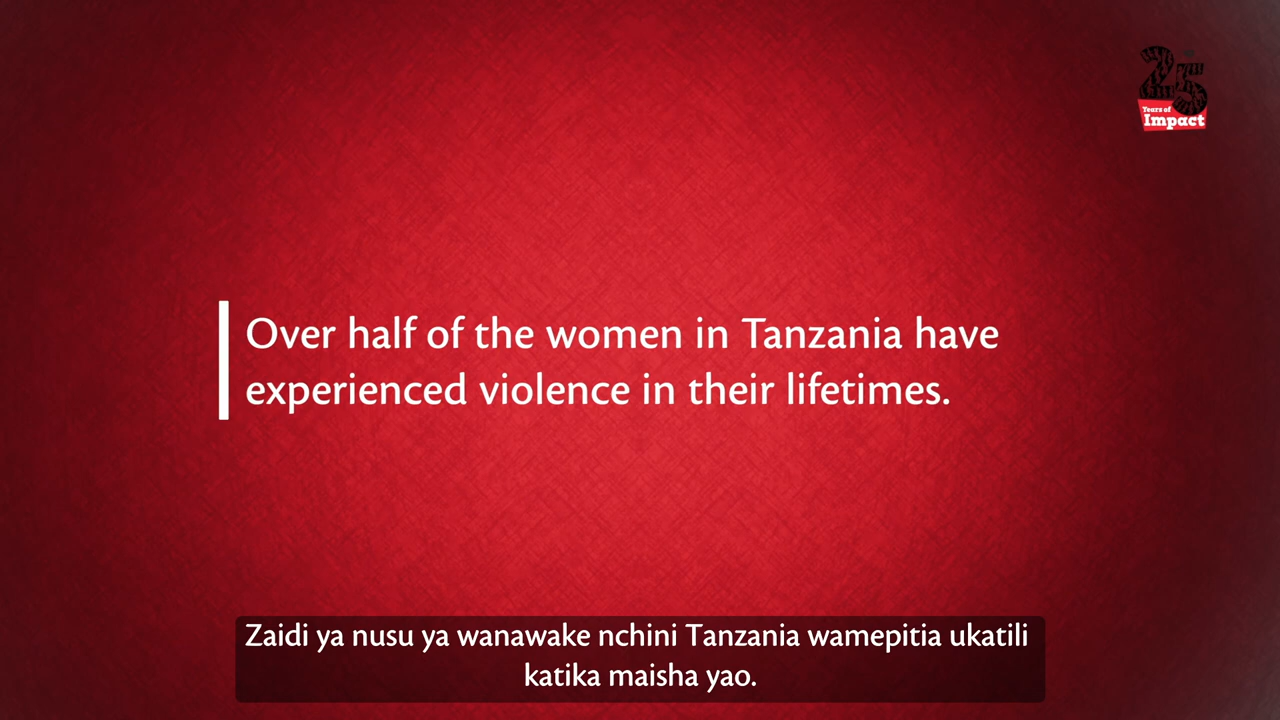 25
Years of
Impact
Over half of the women in Tanzania have
experienced violence in their lifetimes.
Zaidi ya nusu ya wanawake nchini Tanzania wamepitia ukatili
katika maisha yao.